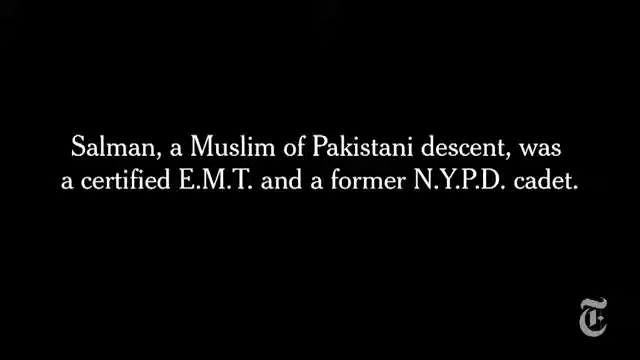 Salman, a Muslim of Pakistani descent, was
a certified E.M.T. and a former N.Y.P.D. cadet.
T